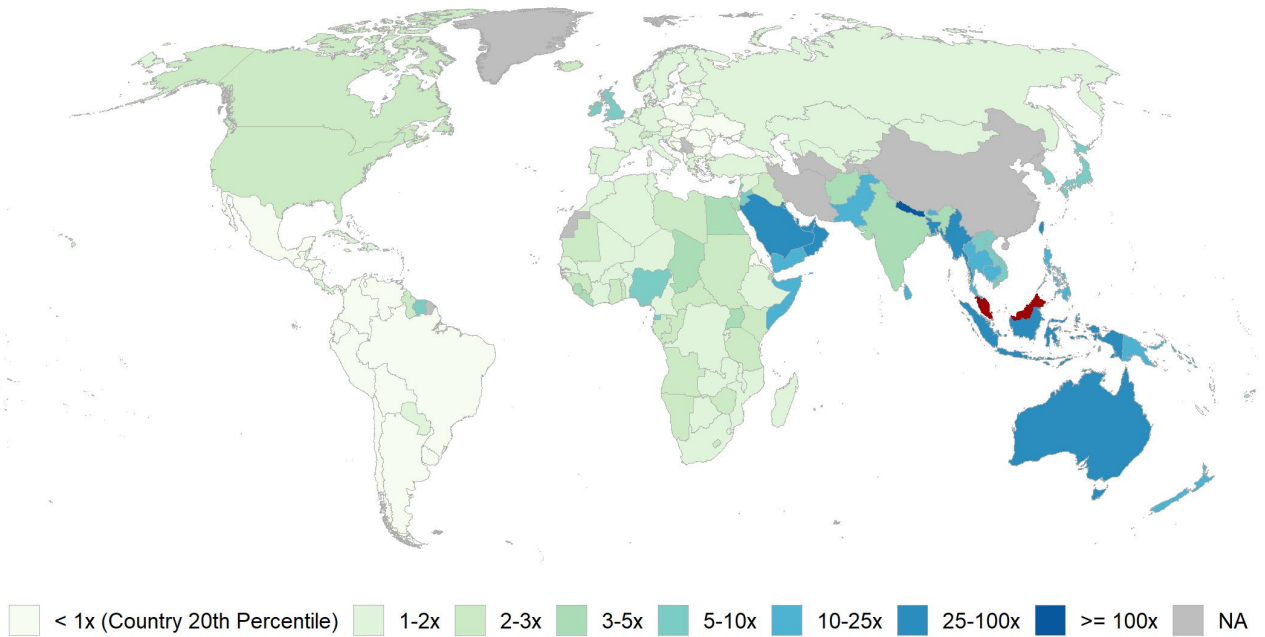 < 1x (Country 20th Percentile) 1-2x 2-3x 3-5x 5-10x 10-25x 25-100x >= 100x NA